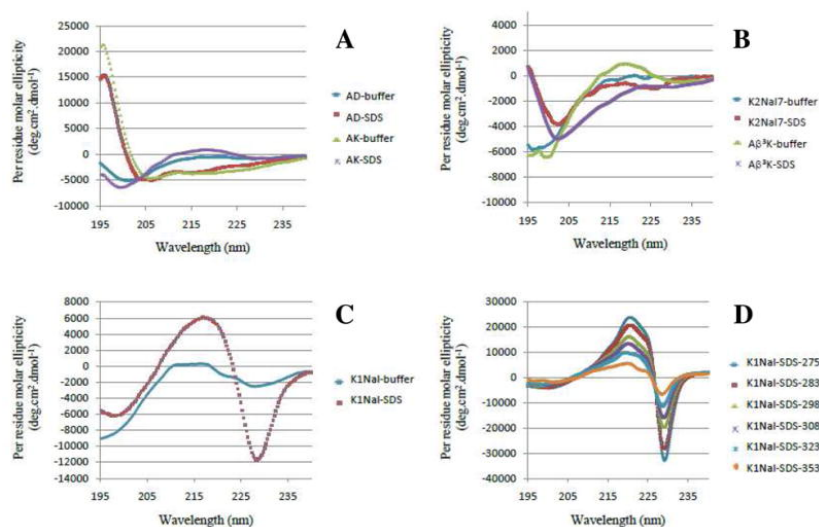 A
Per residue molar ellipticity
(deg.cm².dmol⁻¹)
25000
20000
15000
10000
5000
0
-5000
-10000
195 205 215 225 235
Wavelength (nm)
AD-buffer
AD-SDS
AK-buffer
AK-SDS
B
Per residue molar ellipticity
(deg.cm².dmol⁻¹)
6000
4000
2000
0
-2000
-4000
-6000
-8000
-10000
195 205 215 225 235
Wavelength (nm)
K2Nal7-buffer
K2Nal7-SDS
Aβ³K-buffer
Aβ³K-SDS
C
Per residue molar ellipticity
(deg.cm².dmol⁻¹)
8000
6000
4000
2000
0
-2000
-4000
-6000
-8000
-10000
-12000
-14000
195 205 215 225 235
Wavelength (nm)
K1Nal-buffer
K1Nal-SDS
D
Per residue molar ellipticity
(deg.cm².dmol⁻¹)
30000
20000
10000
0
-10000
-20000
-30000
-40000
195 205 215 225 235
Wavelength (nm)
K1Nal-SDS-275
K1Nal-SDS-283
K1Nal-SDS-298
K1Nal-SDS-308
K1Nal-SDS-323
K1Nal-SDS-353